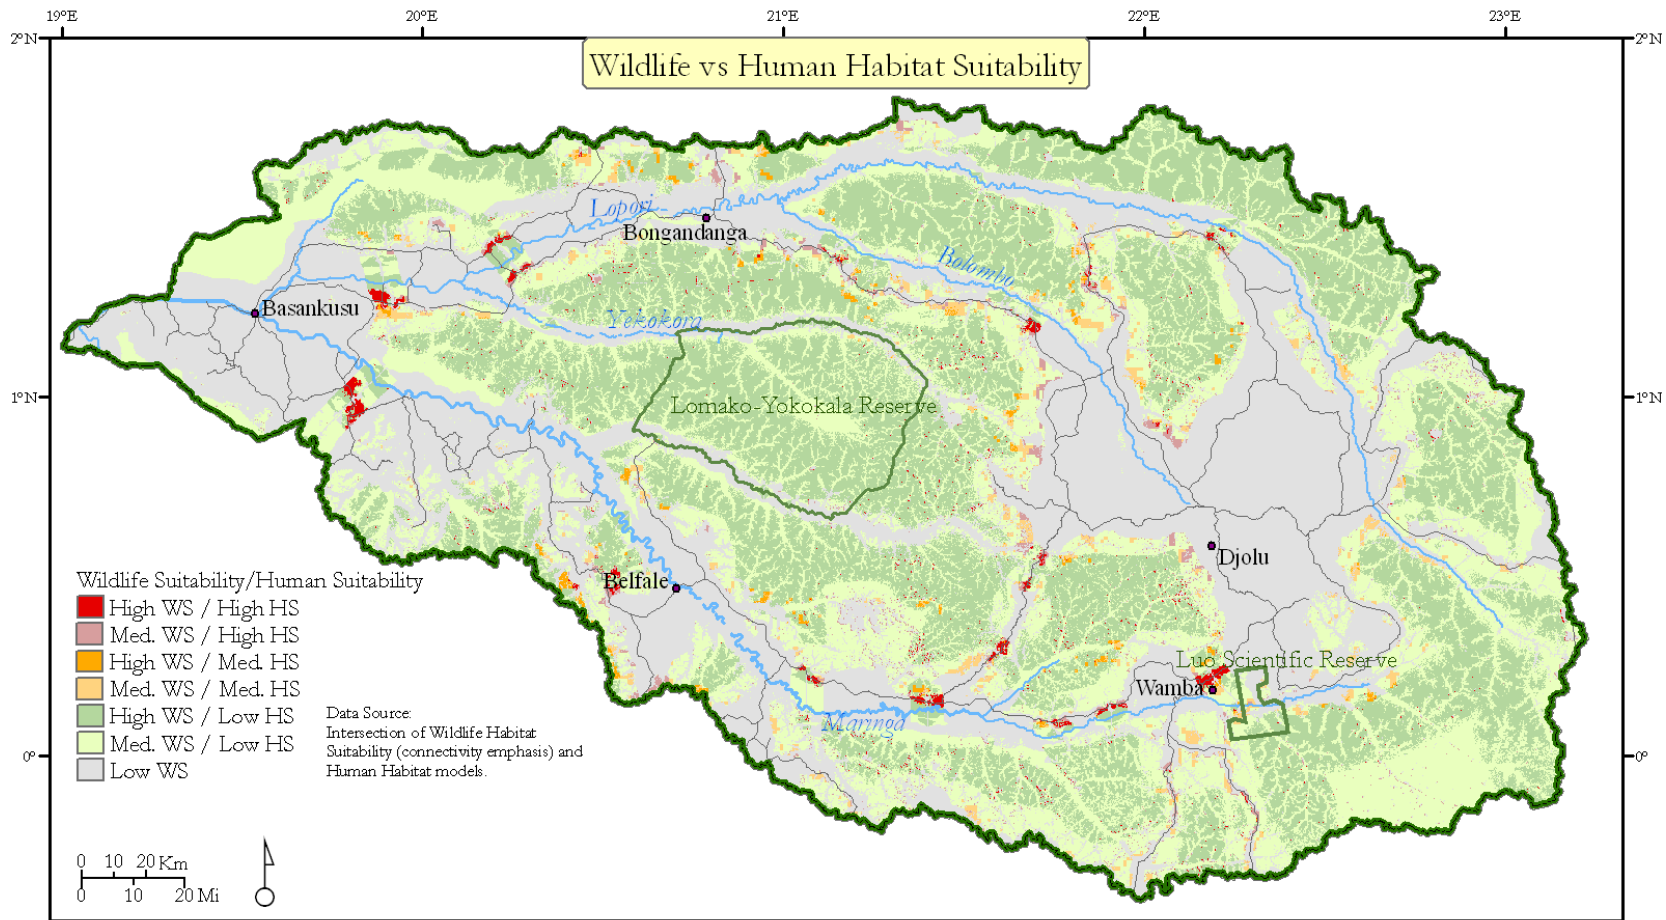 19°E
20°E
21°E
22°E
23°E
2°N
2°N
Wildlife vs Human Habitat Suitability
Lopori
Bongandanga
Bolombo
Basankusu
Yekokora
1°N
1°N
Lomako-Yokokala Reserve
Djolu
Belfale
Wildlife Suitability/Human Suitability
High WS / High HS
Med. WS / High HS
High WS / Med. HS
Med. WS / Med. HS
High WS / Low HS
Med. WS / Low HS
Low WS
Data Source:
Intersection of Wildlife Habitat
Suitability (connectivity emphasis) and
Human Habitat models.
Luo Scientific Reserve
Wamba
Maringa
0°
0°
0 10 20 Km
0 10 20 Mi